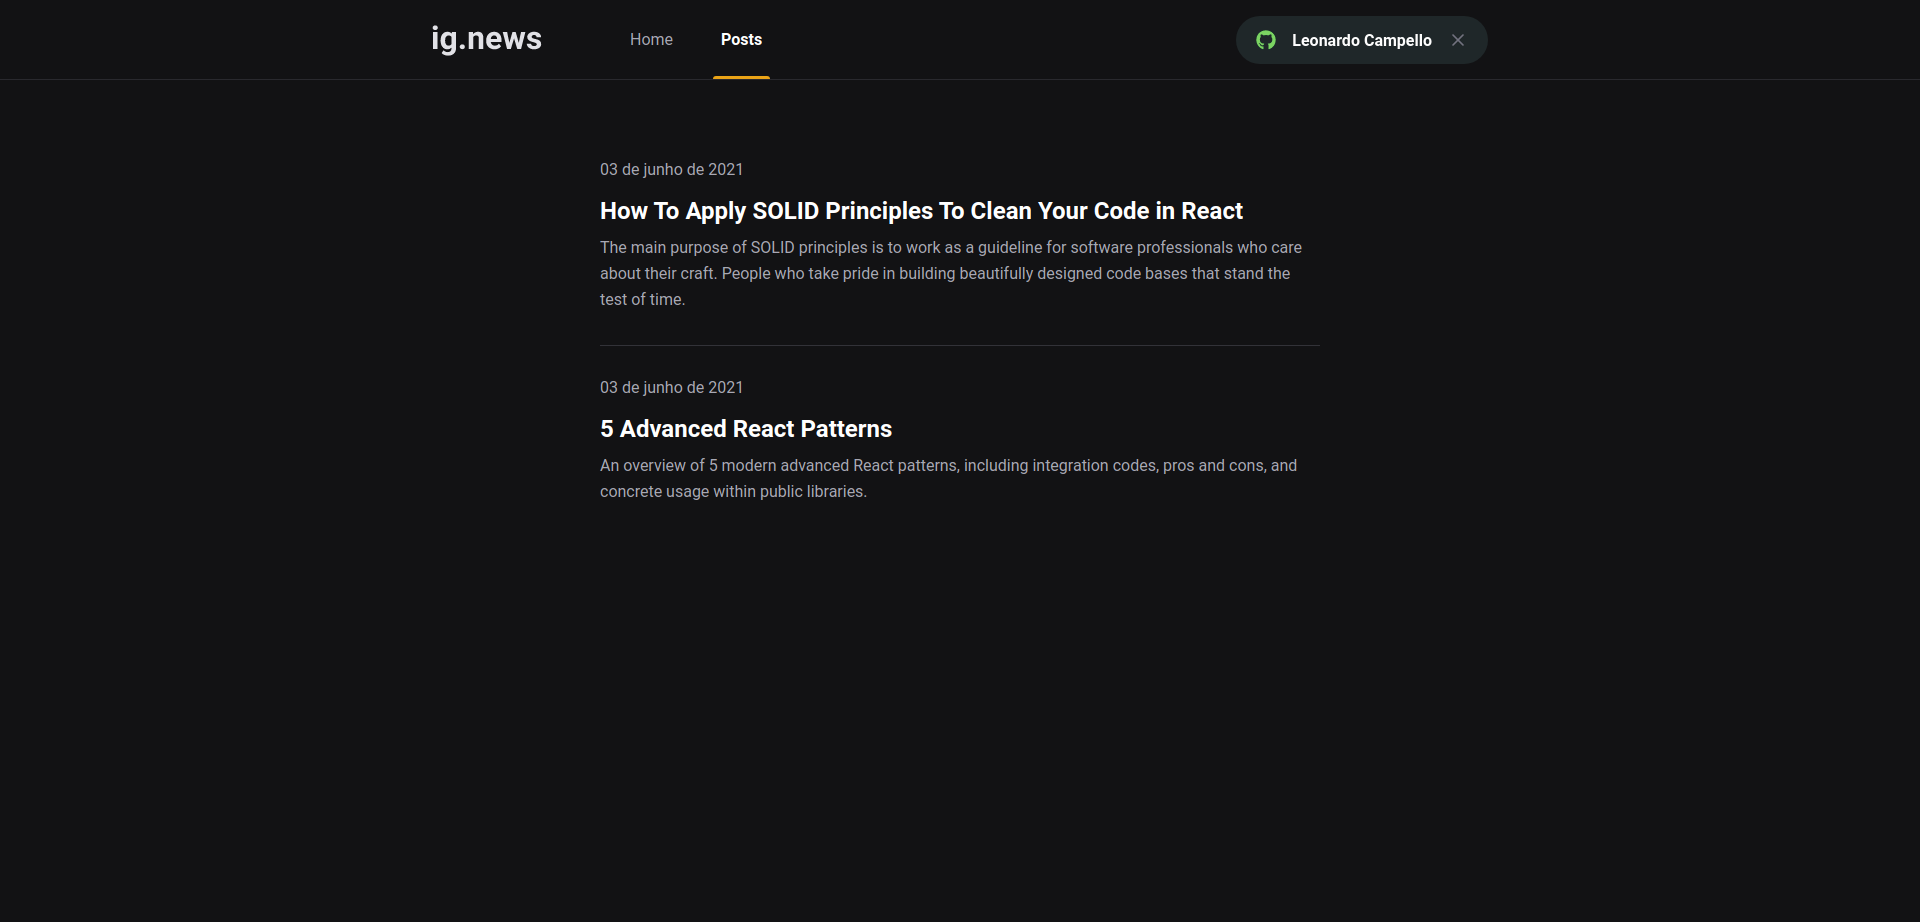 ig.news
Home
Posts
Leonardo Campello
03 de junho de 2021
How To Apply SOLID Principles To Clean Your Code in React
The main purpose of SOLID principles is to work as a guideline for software professionals who care
about their craft. People who take pride in building beautifully designed code bases that stand the
test of time.
03 de junho de 2021
5 Advanced React Patterns
An overview of 5 modern advanced React patterns, including integration codes, pros and cons, and
concrete usage within public libraries.